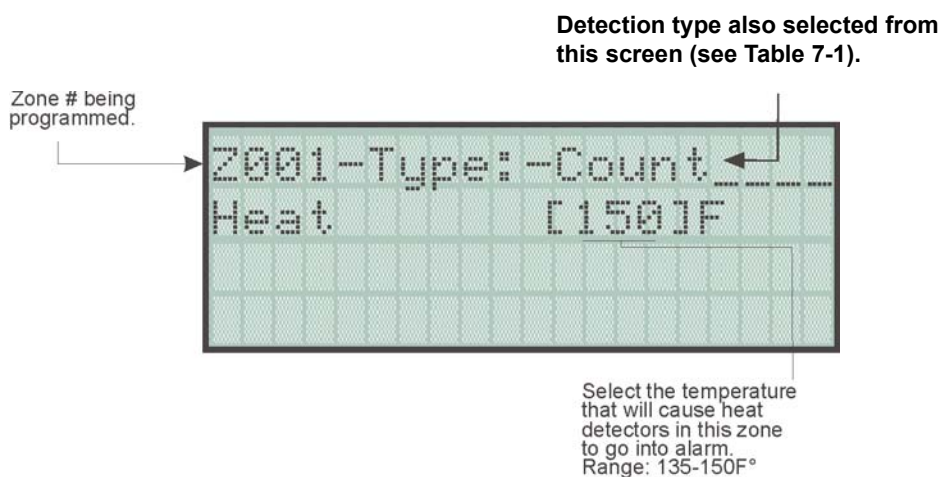 Detection type also selected from
this screen (see Table 7-1).
Zone # being
programmed.
Z001-Type:-Count____
Heat [150]F
Select the temperature
that will cause heat
detectors in this zone
to go into alarm.
Range: 135-150F°